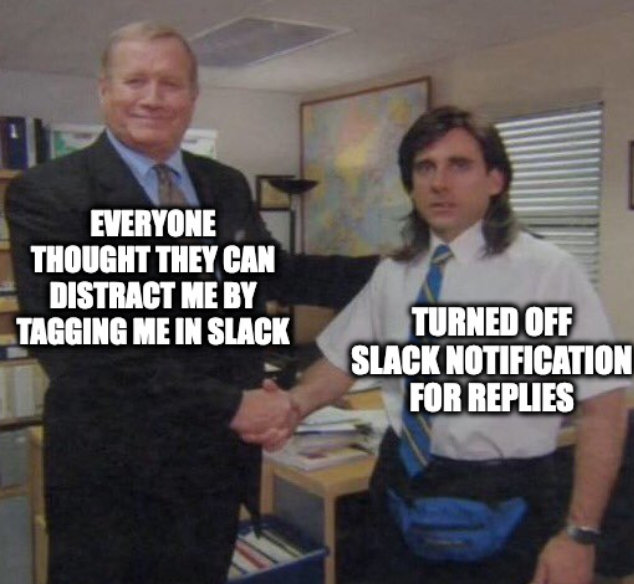 EVERYONE
THOUGHT THEY CAN
DISTRACT ME BY
TAGGING ME IN SLACK
TURNED OFF
SLACK NOTIFICATION
FOR REPLIES